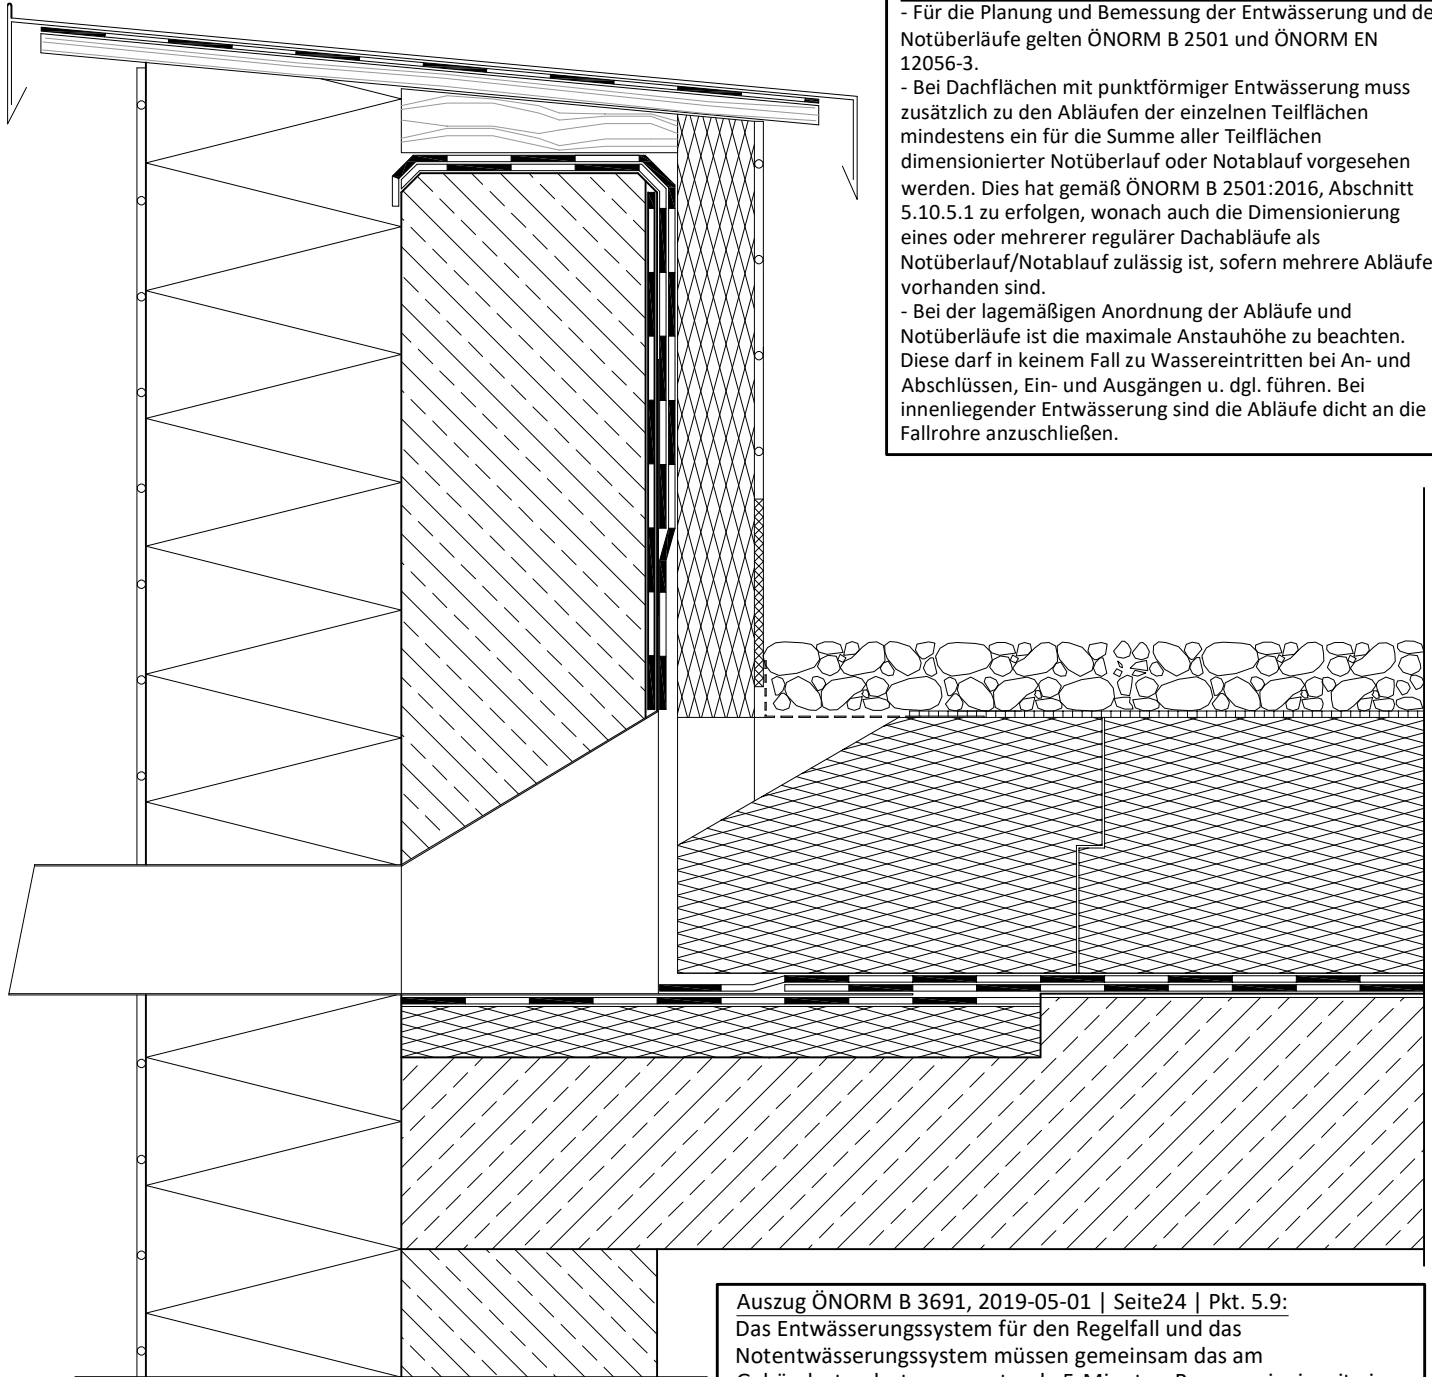 - Für die Planung und Bemessung der Entwässerung und de
Notüberläufe gelten ÖNORM B 2501 und ÖNORM EN
12056-3.
- Bei Dachflächen mit punktförmiger Entwässerung muss
zusätzlich zu den Abläufen der einzelnen Teilflächen
mindestens ein für die Summe aller Teilflächen
dimensionierter Notüberlauf oder Notablauf vorgesehen
werden. Dies hat gemäß ÖNORM B 2501:2016, Abschnitt
5.10.5.1 zu erfolgen, wonach auch die Dimensionierung
eines oder mehrerer regulärer Dachabläufe als
Notüberlauf/Notablauf zulässig ist, sofern mehrere Abläufe
vorhanden sind.
- Bei der lagemäßigen Anordnung der Abläufe und
Notüberläufe ist die maximale Anstauhöhe zu beachten.
Diese darf in keinem Fall zu Wassereintritten bei An- und
Abschlüssen, Ein- und Ausgängen u. dgl. führen. Bei
innenliegender Entwässerung sind die Abläufe dicht an die
Fallrohre anzuschließen.
Auszug ÖNORM B 3691, 2019-05-01 | Seite24 | Pkt. 5.9:
Das Entwässerungssystem für den Regelfall und das
Notentwässerungssystem müssen gemeinsam das am